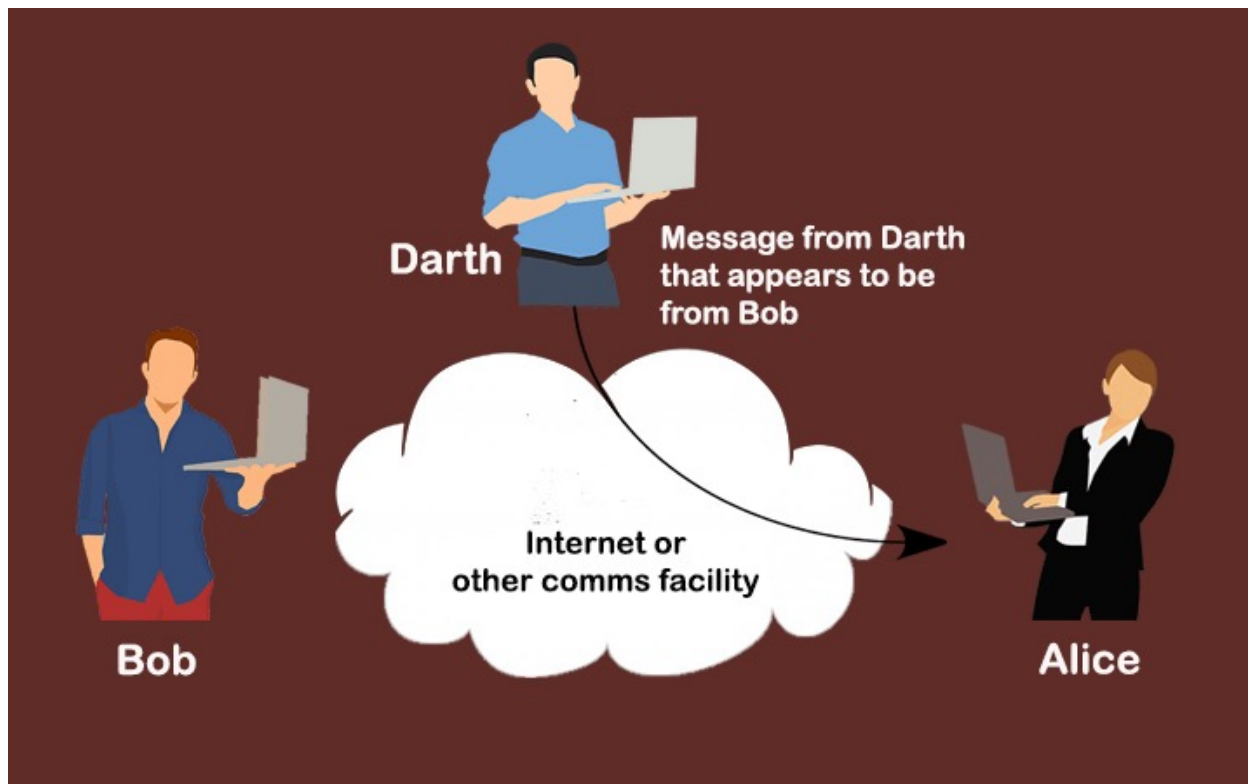 Darth
Message from Darth
that appears to be
from Bob
Internet or
other comms facility
Bob
Alice